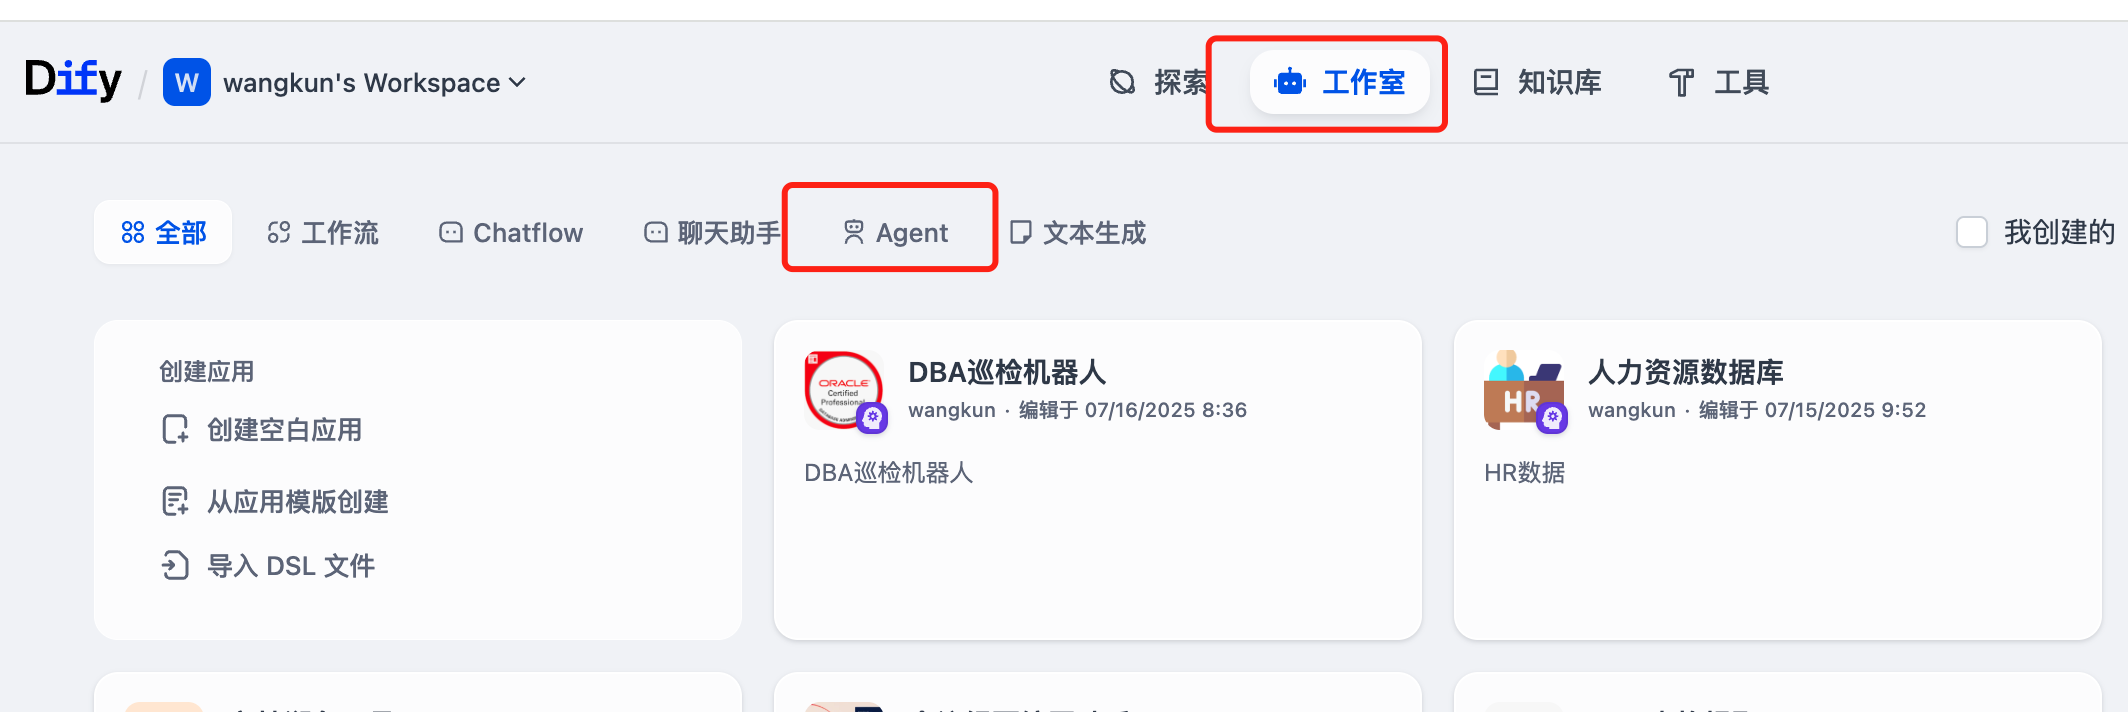 Dify / W wangkun's Workspace
探索 工作室 知识库 工具
全部 工作流 Chatflow 聊天助手 Agent 文本生成 我创建的
创建应用
创建空白应用
从应用模版创建
导入 DSL 文件
ORACLE
Certified
Professional
DBA巡检机器人
wangkun · 编辑于 07/16/2025 8:36
DBA巡检机器人
HR
人力资源数据库
wangkun · 编辑于 07/15/2025 9:52
HR数据